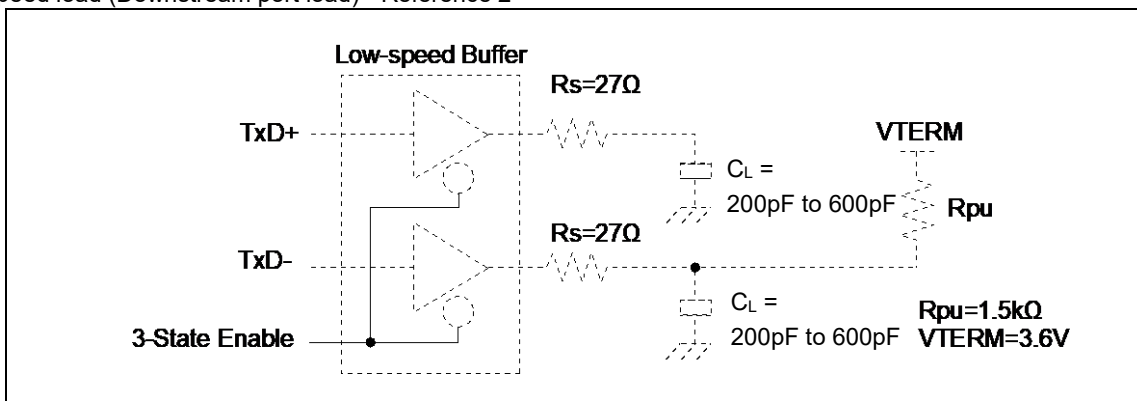 Low-speed Buffer
Rs=27Ω
TxD+
VTERM
CL =
200pF to 600pF
Rpu
Rs=27Ω
TxD-
CL =
200pF to 600pF
Rpu=1.5kΩ
VTERM=3.6V
3-State Enable